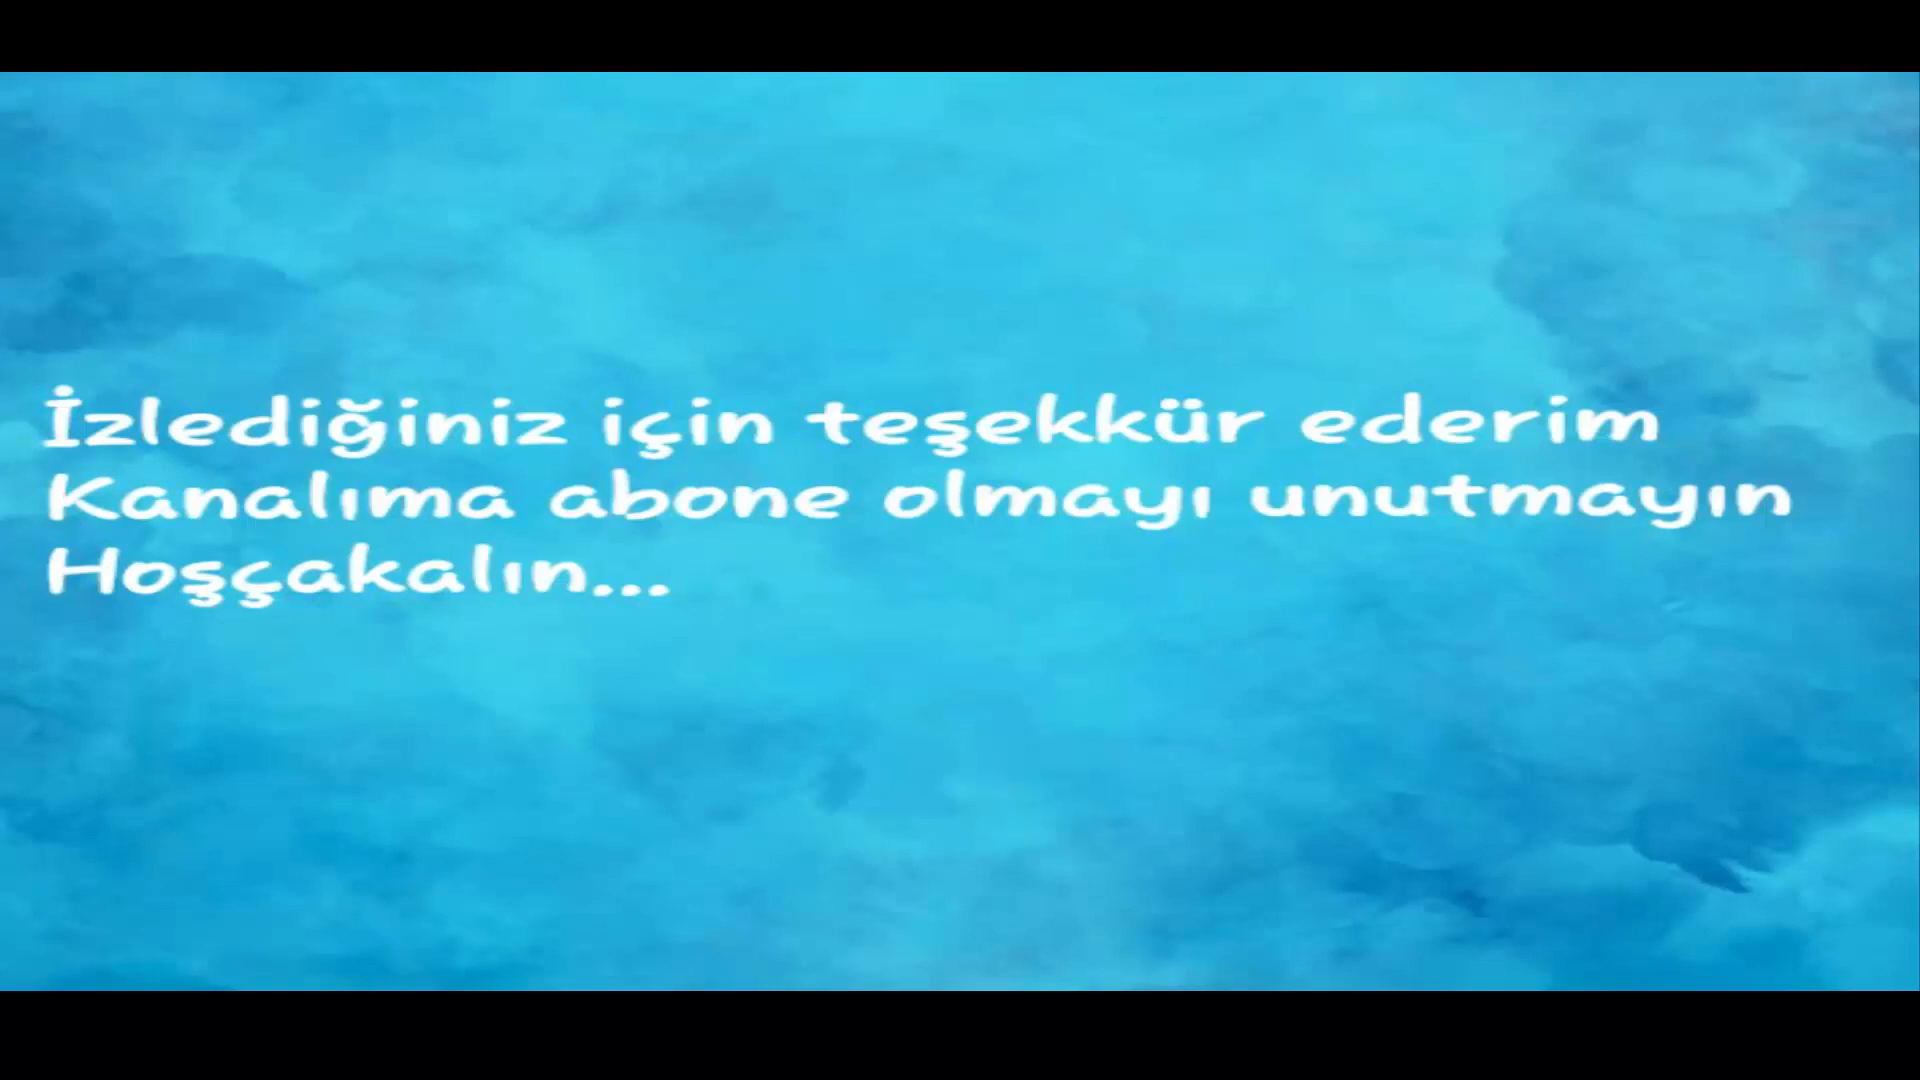 İzlediğiniz için teşekkür ederim
Kanalıma abone olmayı unutmayın
Hoşçakalın...